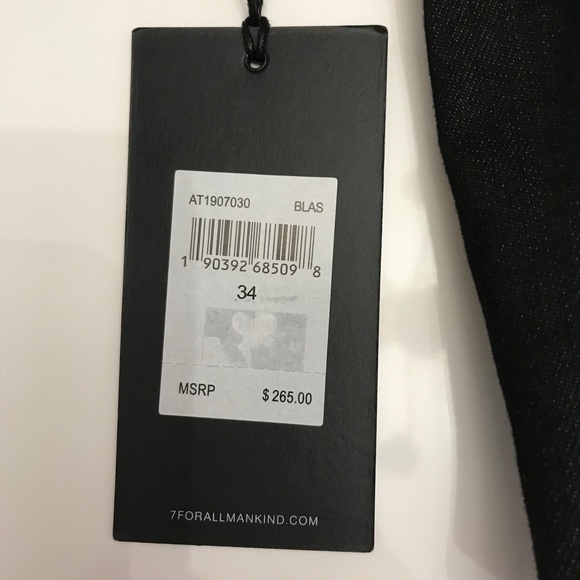 AT1907030 BLAS
1 90392 68509 8
34
MSRP $ 265.00
7FORALLMANKIND.COM